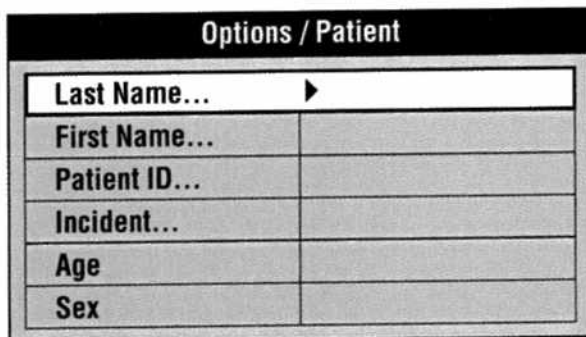 Options / Patient
Last Name...
First Name...
Patient ID...
Incident...
Age
Sex